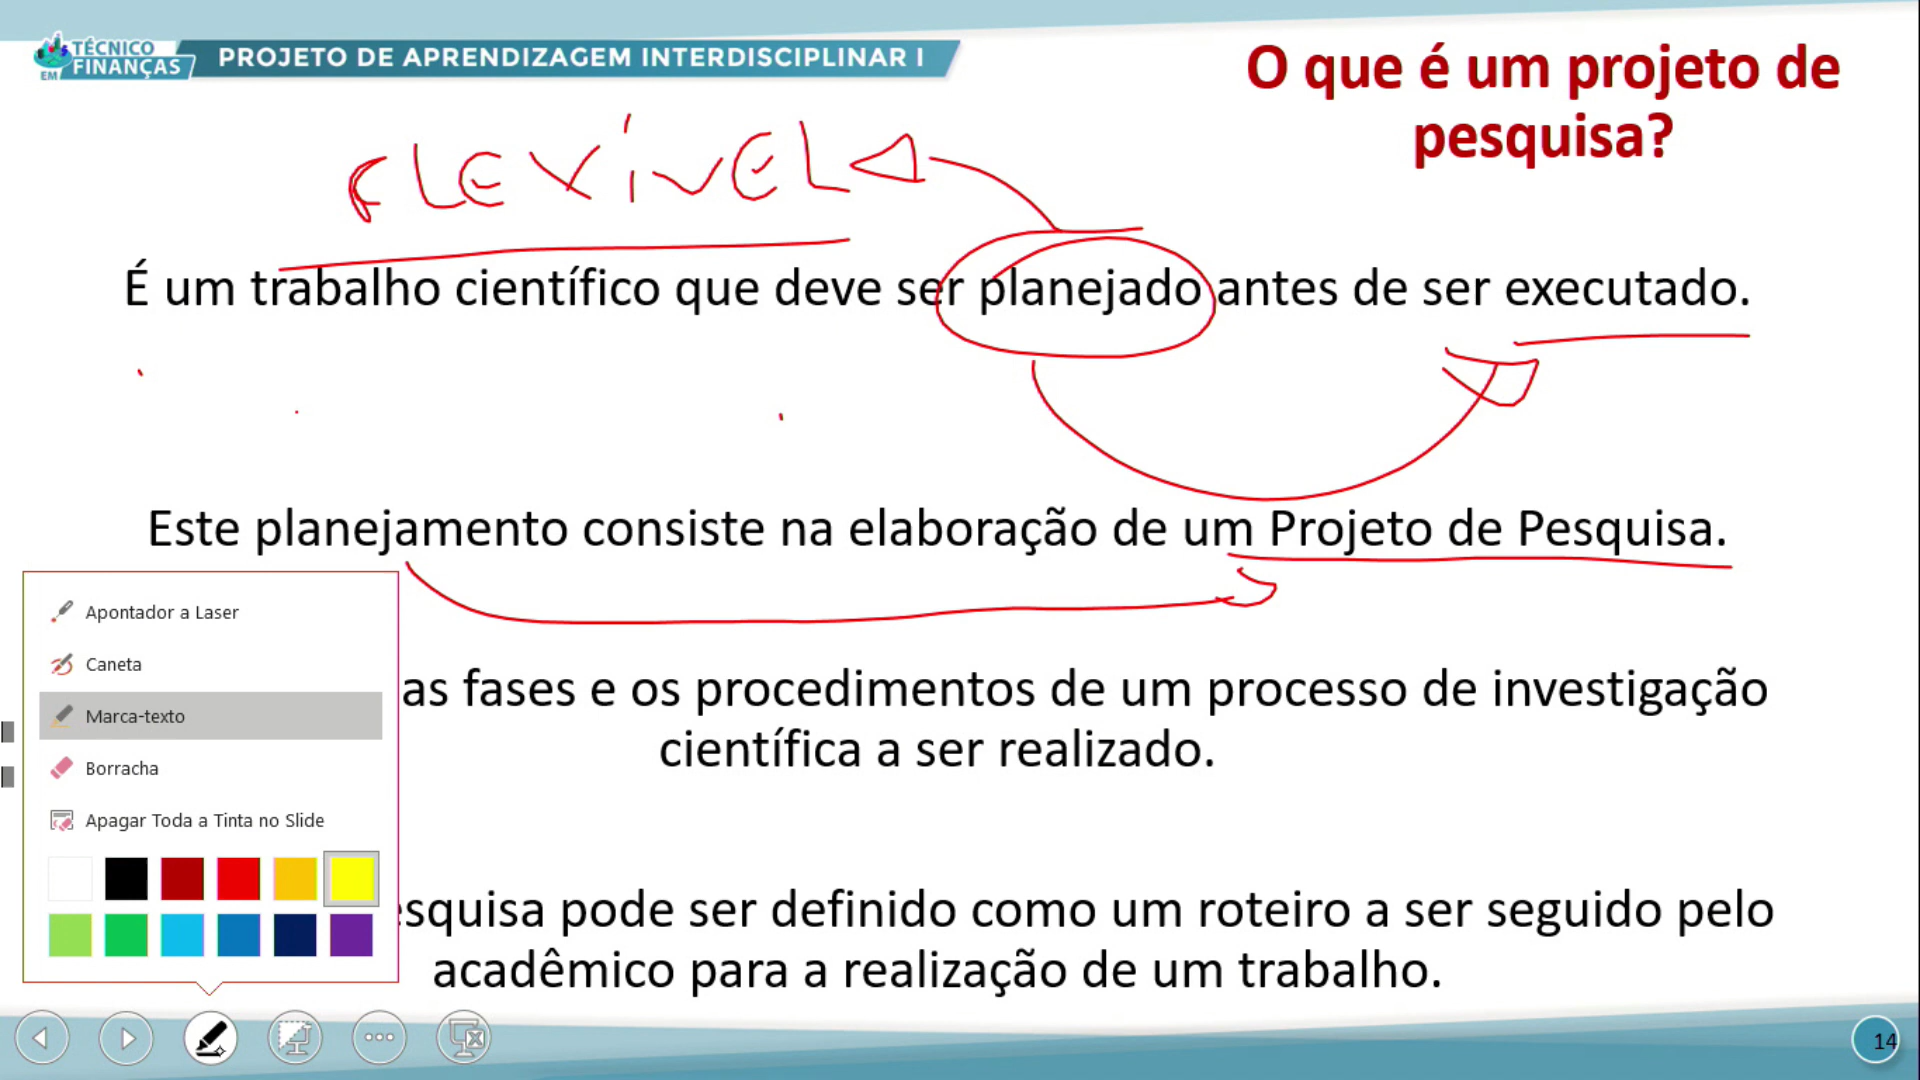 TÉCNICO
EM FINANÇAS
PROJETO DE APRENDIZAGEM INTERDISCIPLINAR I
O que é um projeto de
pesquisa?
FLEXÍVEL
É um trabalho científico que deve ser planejado antes de ser executado.
Este planejamento consiste na elaboração de um Projeto de Pesquisa.
as fases e os procedimentos de um processo de investigação
científica a ser realizado.
esquisa pode ser definido como um roteiro a ser seguido pelo
acadêmico para a realização de um trabalho.
Apontador a Laser
Caneta
Marca-texto
Borracha
Apagar Toda a Tinta no Slide
14